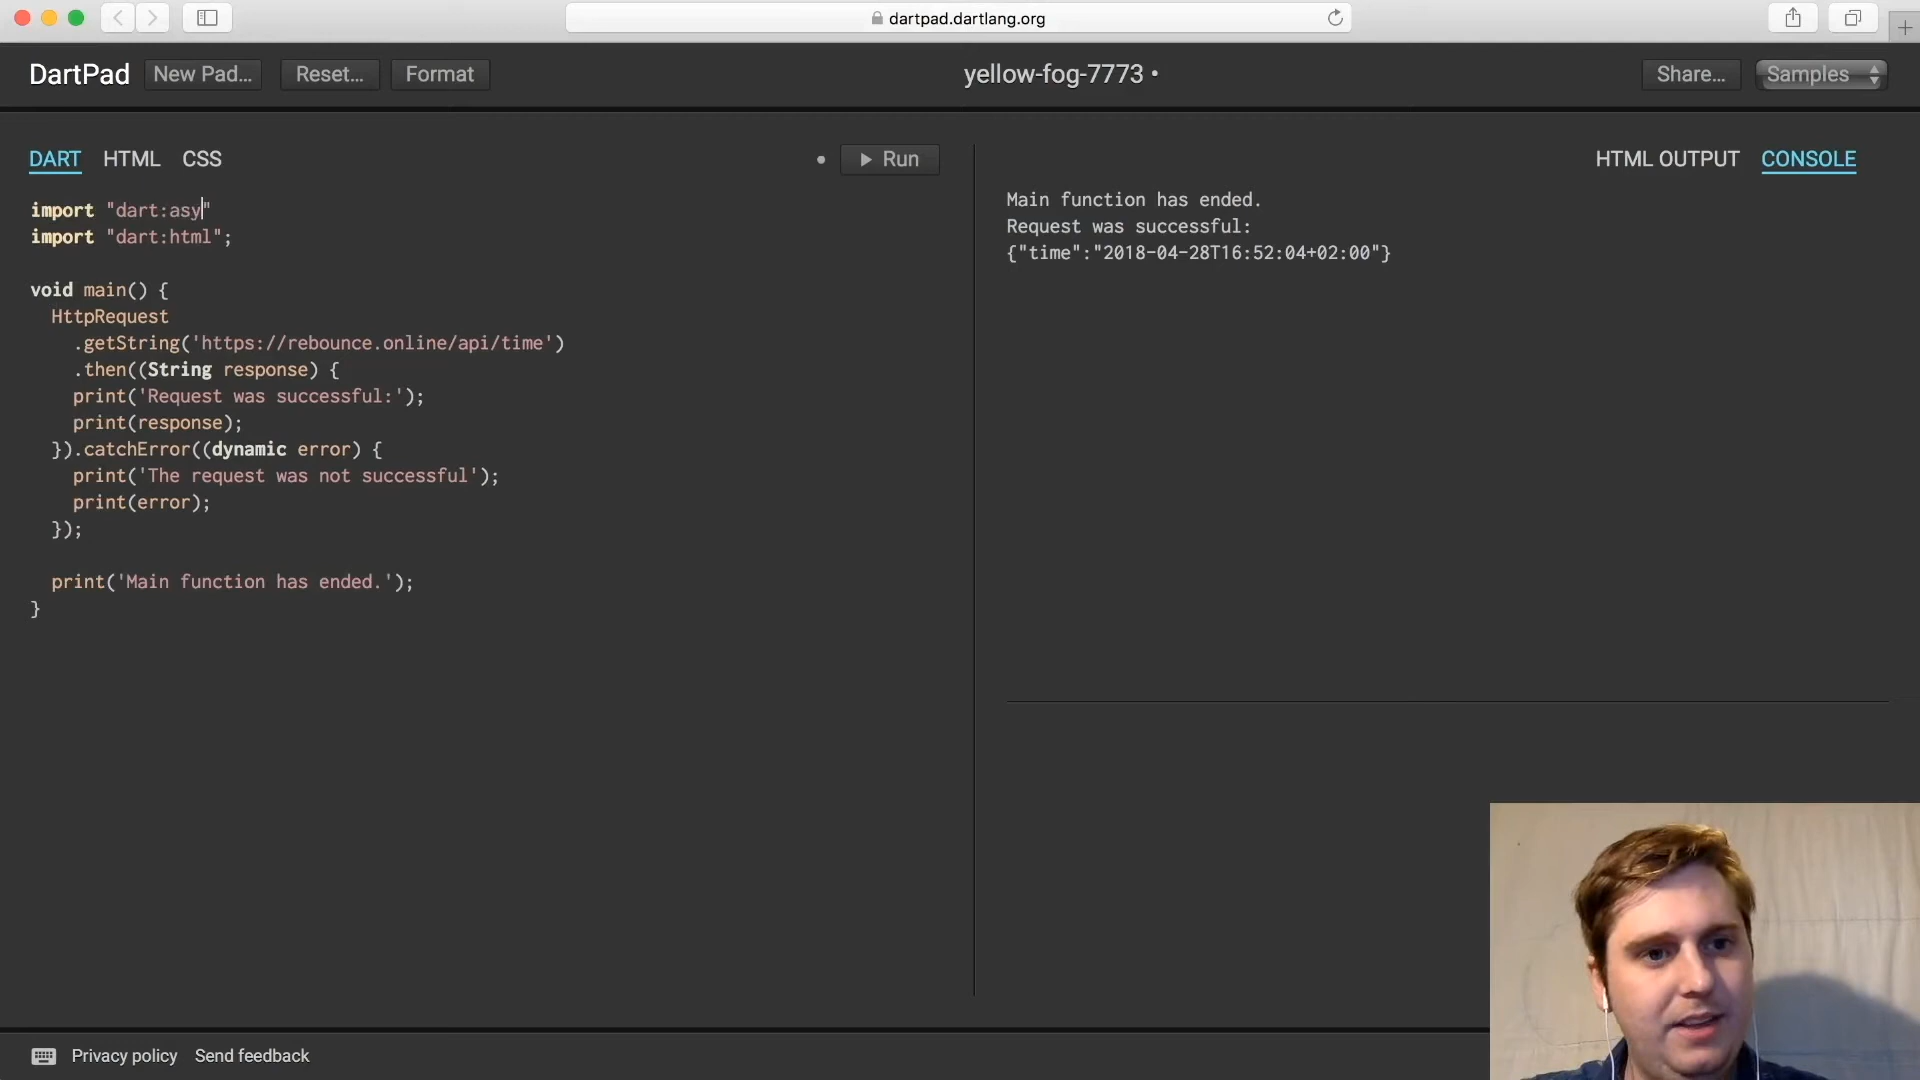 dartpad.dartlang.org
DartPad New Pad... Reset... Format yellow-fog-7773 • Share... Samples
DART HTML CSS Run HTML OUTPUT CONSOLE
import "dart:asy"
import "dart:html";
void main() {
HttpRequest
.getString('https://rebounce.online/api/time')
.then((String response) {
print('Request was successful:');
print(response);
}).catchError((dynamic error) {
print('The request was not successful');
print(error);
});
print('Main function has ended.');
}
Main function has ended.
Request was successful:
{"time":"2018-04-28T16:52:04+02:00"}
Privacy policy Send feedback